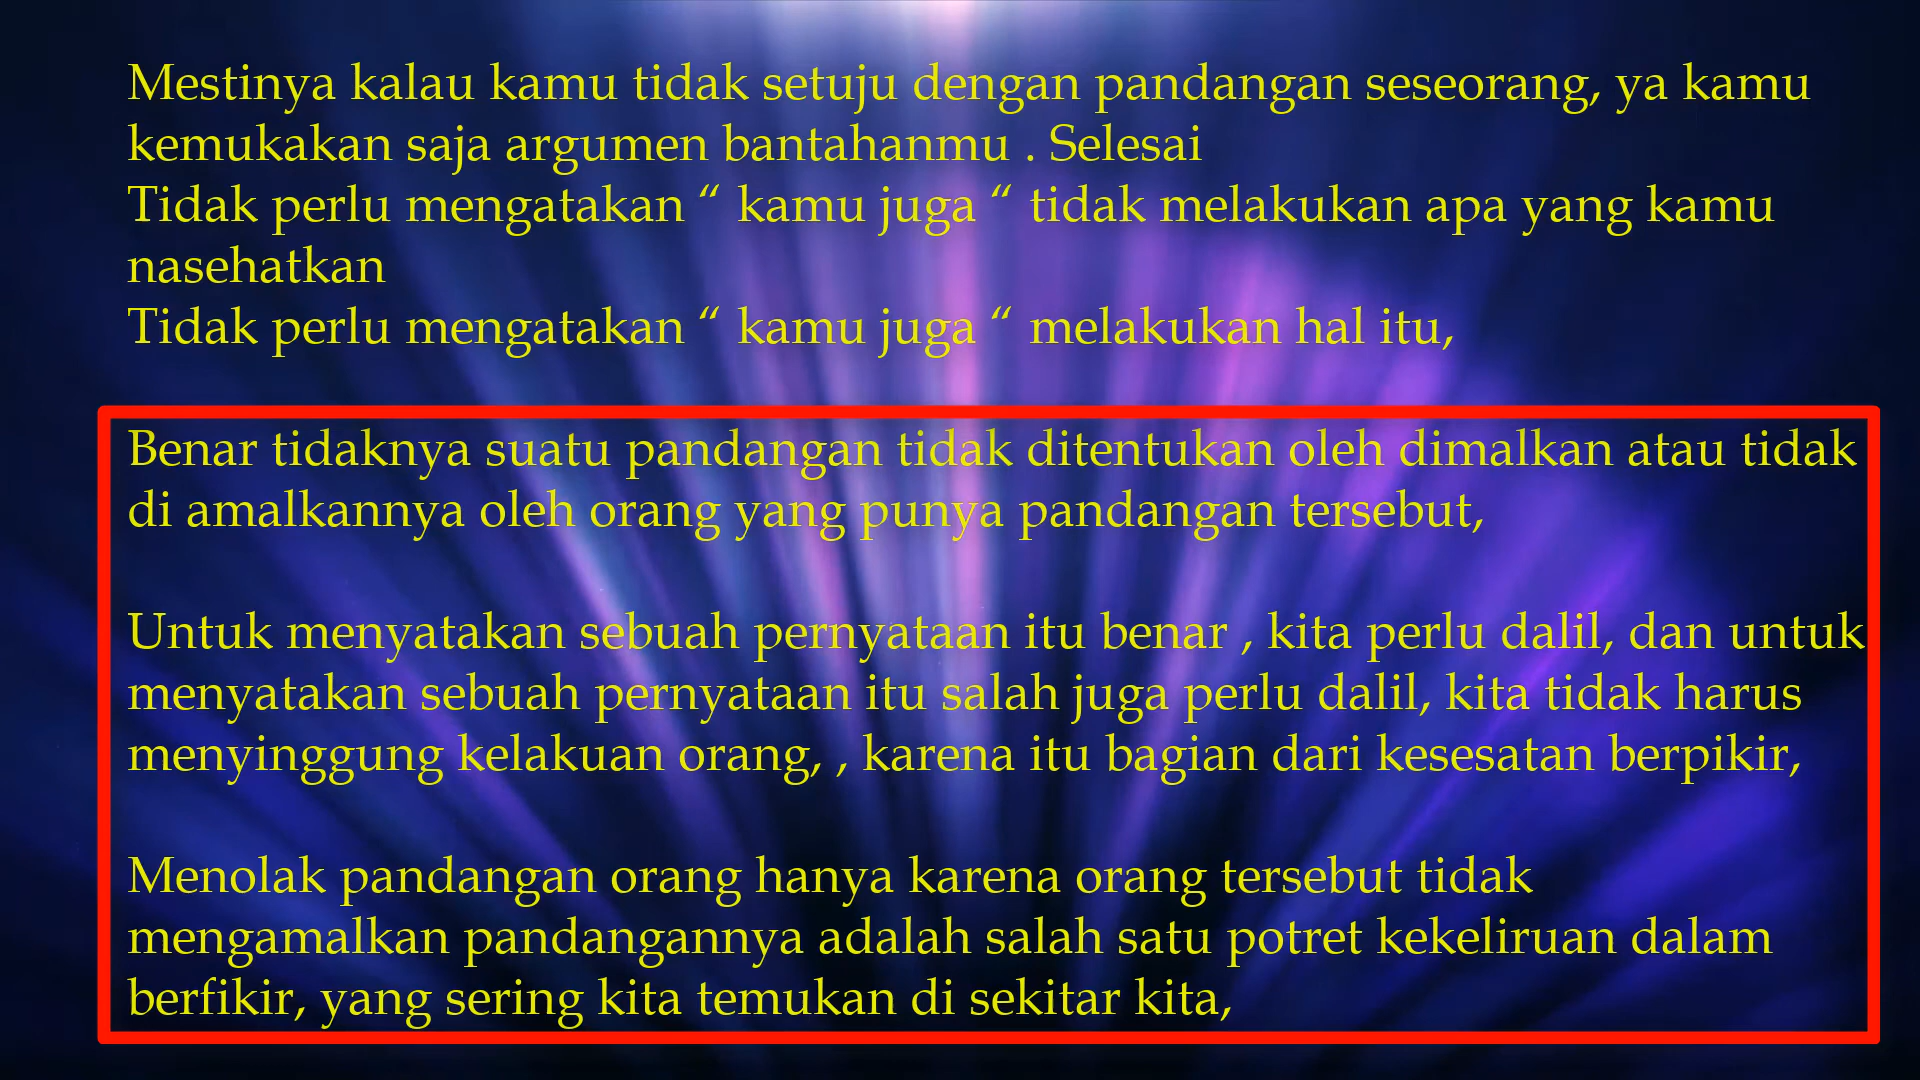 Mestinya kalau kamu tidak setuju dengan pandangan seseorang, ya kamu
kemukakan saja argumen bantahanmu . Selesai
Tidak perlu mengatakan “ kamu juga “ tidak melakukan apa yang kamu
nasehatkan
Tidak perlu mengatakan “ kamu juga “ melakukan hal itu,
Benar tidaknya suatu pandangan tidak ditentukan oleh dimalkan atau tidak
di amalkannya oleh orang yang punya pandangan tersebut,
Untuk menyatakan sebuah pernyataan itu benar , kita perlu dalil, dan untuk
menyatakan sebuah pernyataan itu salah juga perlu dalil, kita tidak harus
menyinggung kelakuan orang, , karena itu bagian dari kesesatan berpikir,
Menolak pandangan orang hanya karena orang tersebut tidak
mengamalkan pandangannya adalah salah satu potret kekeliruan dalam
berfikir, yang sering kita temukan di sekitar kita,